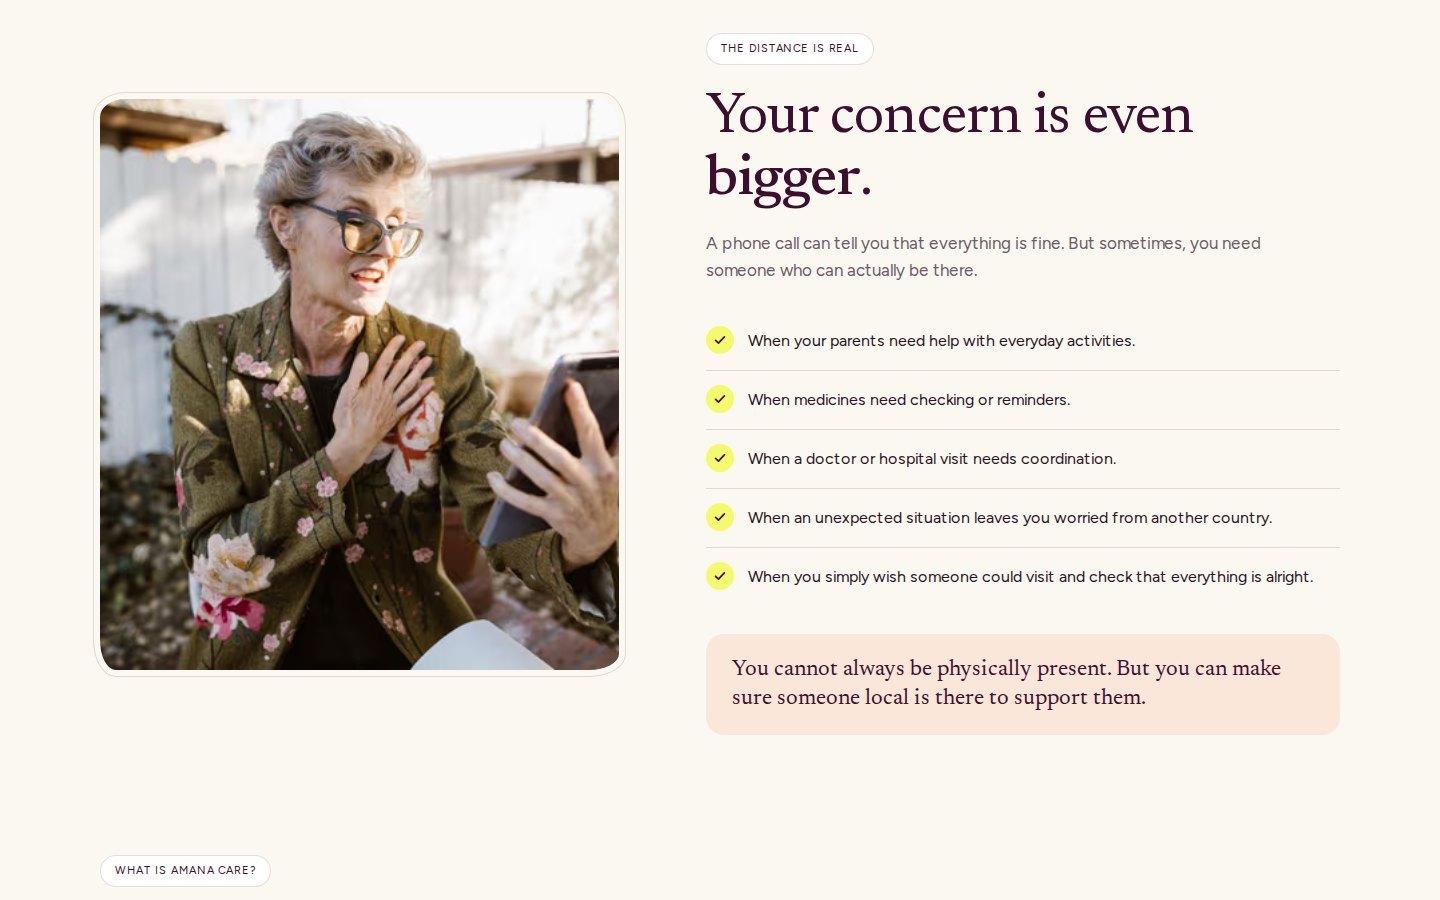 THE DISTANCE IS REAL
Your concern is even
bigger.
A phone call can tell you that everything is fine. But sometimes, you need
someone who can actually be there.
When your parents need help with everyday activities.
When medicines need checking or reminders.
When a doctor or hospital visit needs coordination.
When an unexpected situation leaves you worried from another country.
When you simply wish someone could visit and check that everything is alright.
You cannot always be physically present. But you can make
sure someone local is there to support them.
WHAT IS AMANA CARE?